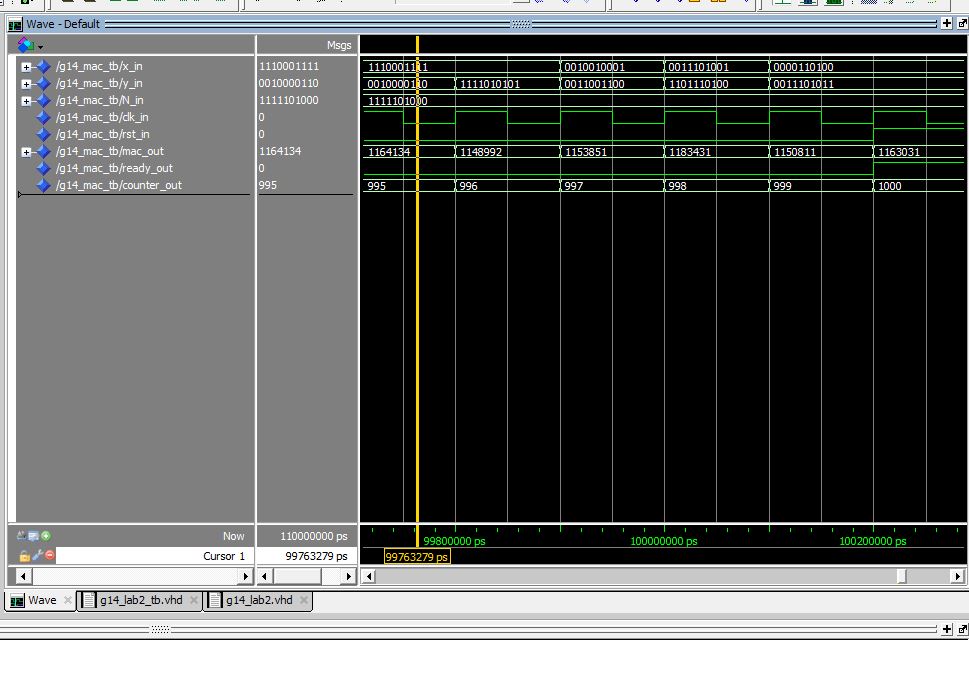 Wave - Default
Msgs
/g14_mac_tb/x_in 1110001111 1110001111 0010010001 0011101001 0000110100
/g14_mac_tb/y_in 0010000110 0010000110 1111010101 0011001100 1101110100 0011101011
/g14_mac_tb/N_in 1111101000 1111101000
/g14_mac_tb/clk_in 0
/g14_mac_tb/rst_in 0
/g14_mac_tb/mac_out 1164134 1164134 1148992 1153851 1183431 1150811 1163031
/g14_mac_tb/ready_out 0
/g14_mac_tb/counter_out 995 995 996 997 998 999 1000
Now 110000000 ps 99800000 ps 100000000 ps 100200000 ps
Cursor 1 99763279 ps 99763279 ps
Wave g14_lab2_tb.vhd g14_lab2.vhd